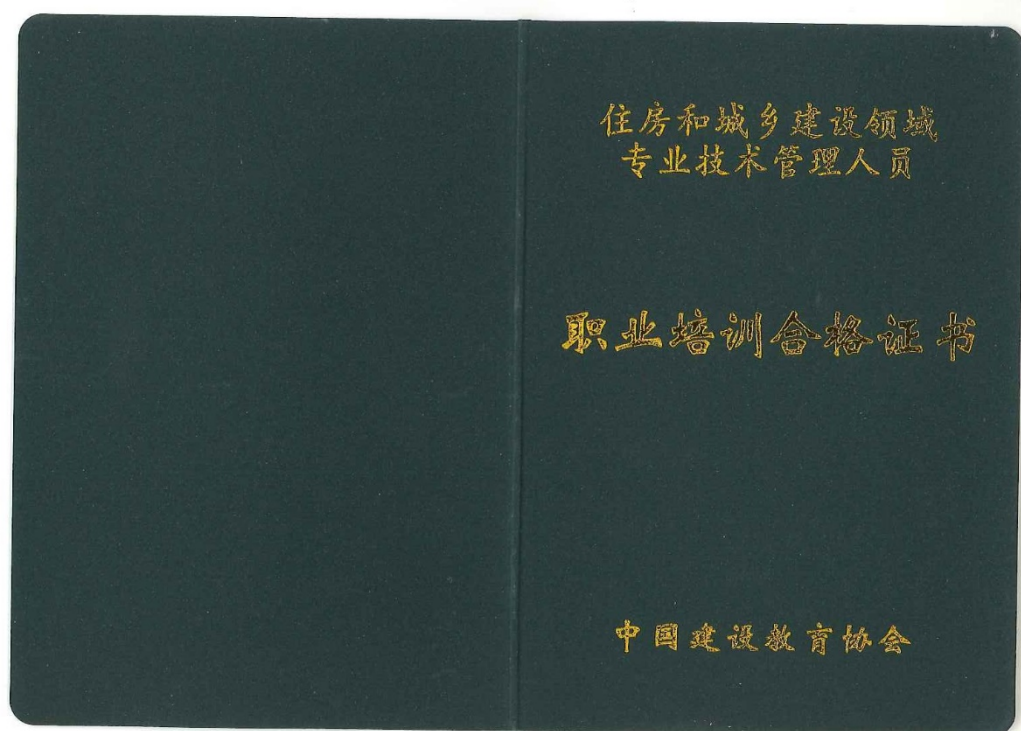 住房和城乡建设领域
专业技术管理人员
职业培训合格证书
中国建设教育协会